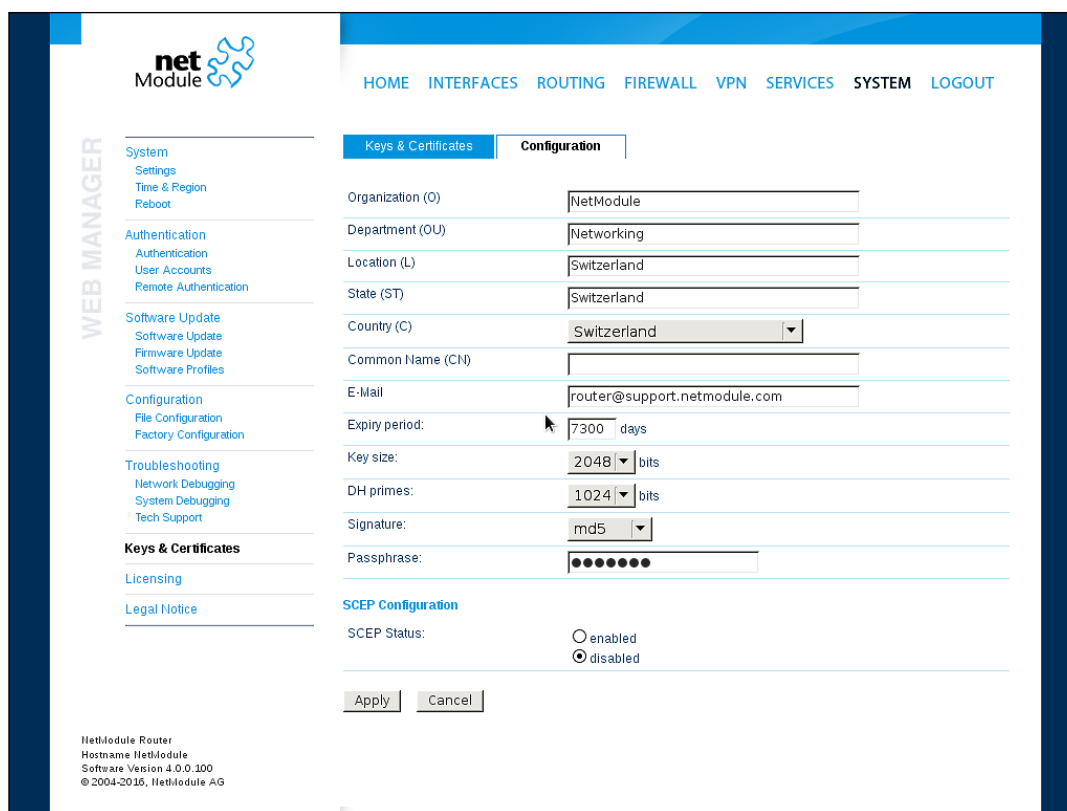 net
Module
HOME INTERFACES ROUTING FIREWALL VPN SERVICES SYSTEM LOGOUT
WEB MANAGER
System
Settings
Time & Region
Reboot
Authentication
Authentication
User Accounts
Remote Authentication
Software Update
Software Update
Firmware Update
Software Profiles
Configuration
File Configuration
Factory Configuration
Troubleshooting
Network Debugging
System Debugging
Tech Support
Keys & Certificates
Licensing
Legal Notice
Keys & Certificates Configuration
Organization (O) NetModule
Department (OU) Networking
Location (L) Switzerland
State (ST) Switzerland
Country (C) Switzerland
Common Name (CN)
E-Mail router@support.netmodule.com
Expiry period: 7300 days
Key size: 2048 bits
DH primes: 1024 bits
Signature: md5
Passphrase: ●●●●●●●
SCEP Configuration
SCEP Status: enabled
disabled
Apply Cancel
NetModule Router
Hostname NetModule
Software Version 4.0.0.100
© 2004-2016, NetModule AG